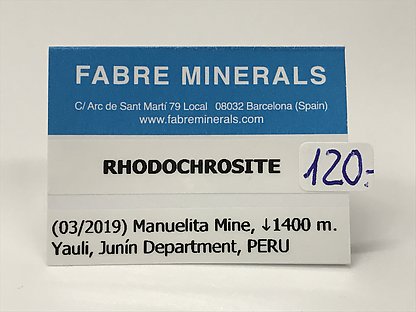 FABRE MINERALS
C/ Arc de Sant Martí 79 Local 08032 Barcelona (Spain)
www.fabreminerals.com
RHODOCHROSITE
120.-
(03/2019) Manuelita Mine, ↓1400 m.
Yauli, Junín Department, PERU